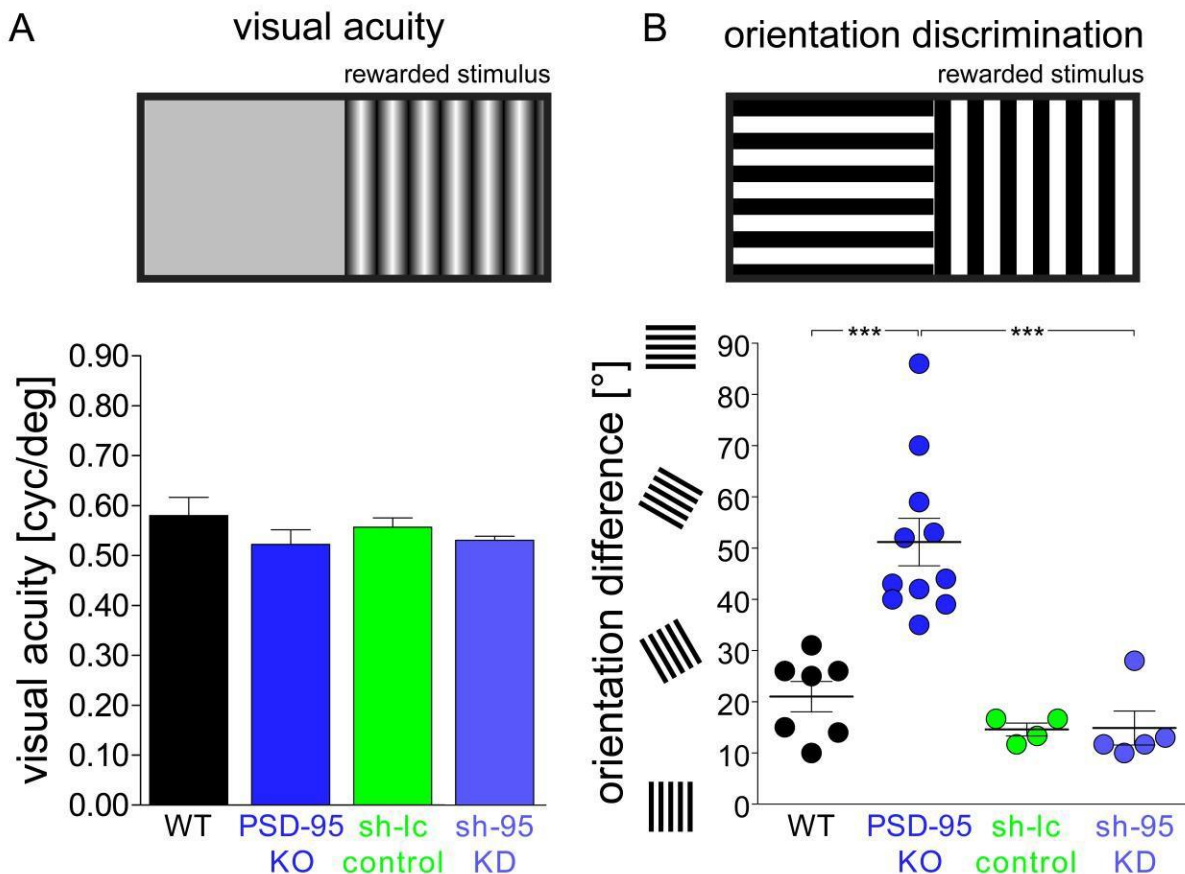 A
visual acuity
rewarded stimulus
visual acuity [cyc/deg]
0.90
0.80
0.70
0.60
0.50
0.40
0.30
0.20
0.10
0.00
WT
PSD-95
KO
sh-lc
control
sh-95
KD
B
orientation discrimination
rewarded stimulus
orientation difference [°]
*** ***
90
80
70
60
50
40
30
20
10
0
WT
PSD-95
KO
sh-lc
control
sh-95
KD